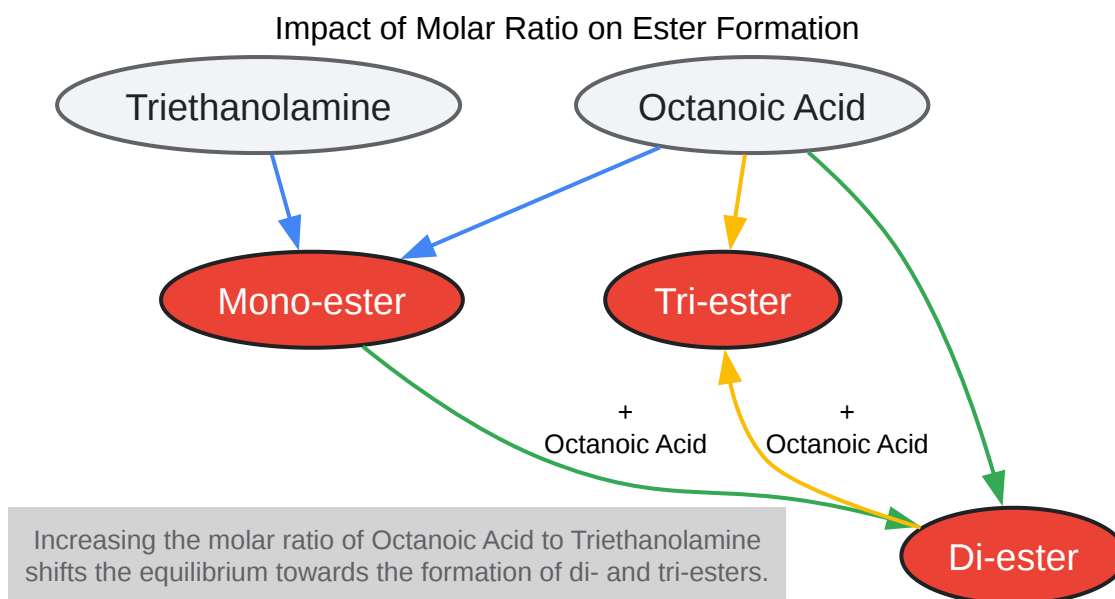 Impact of Molar Ratio on Ester Formation
Triethanolamine
Octanoic Acid
Mono-ester
Tri-ester
+
Octanoic Acid
+
Octanoic Acid
Di-ester
Increasing the molar ratio of Octanoic Acid to Triethanolamine
shifts the equilibrium towards the formation of di- and tri-esters.